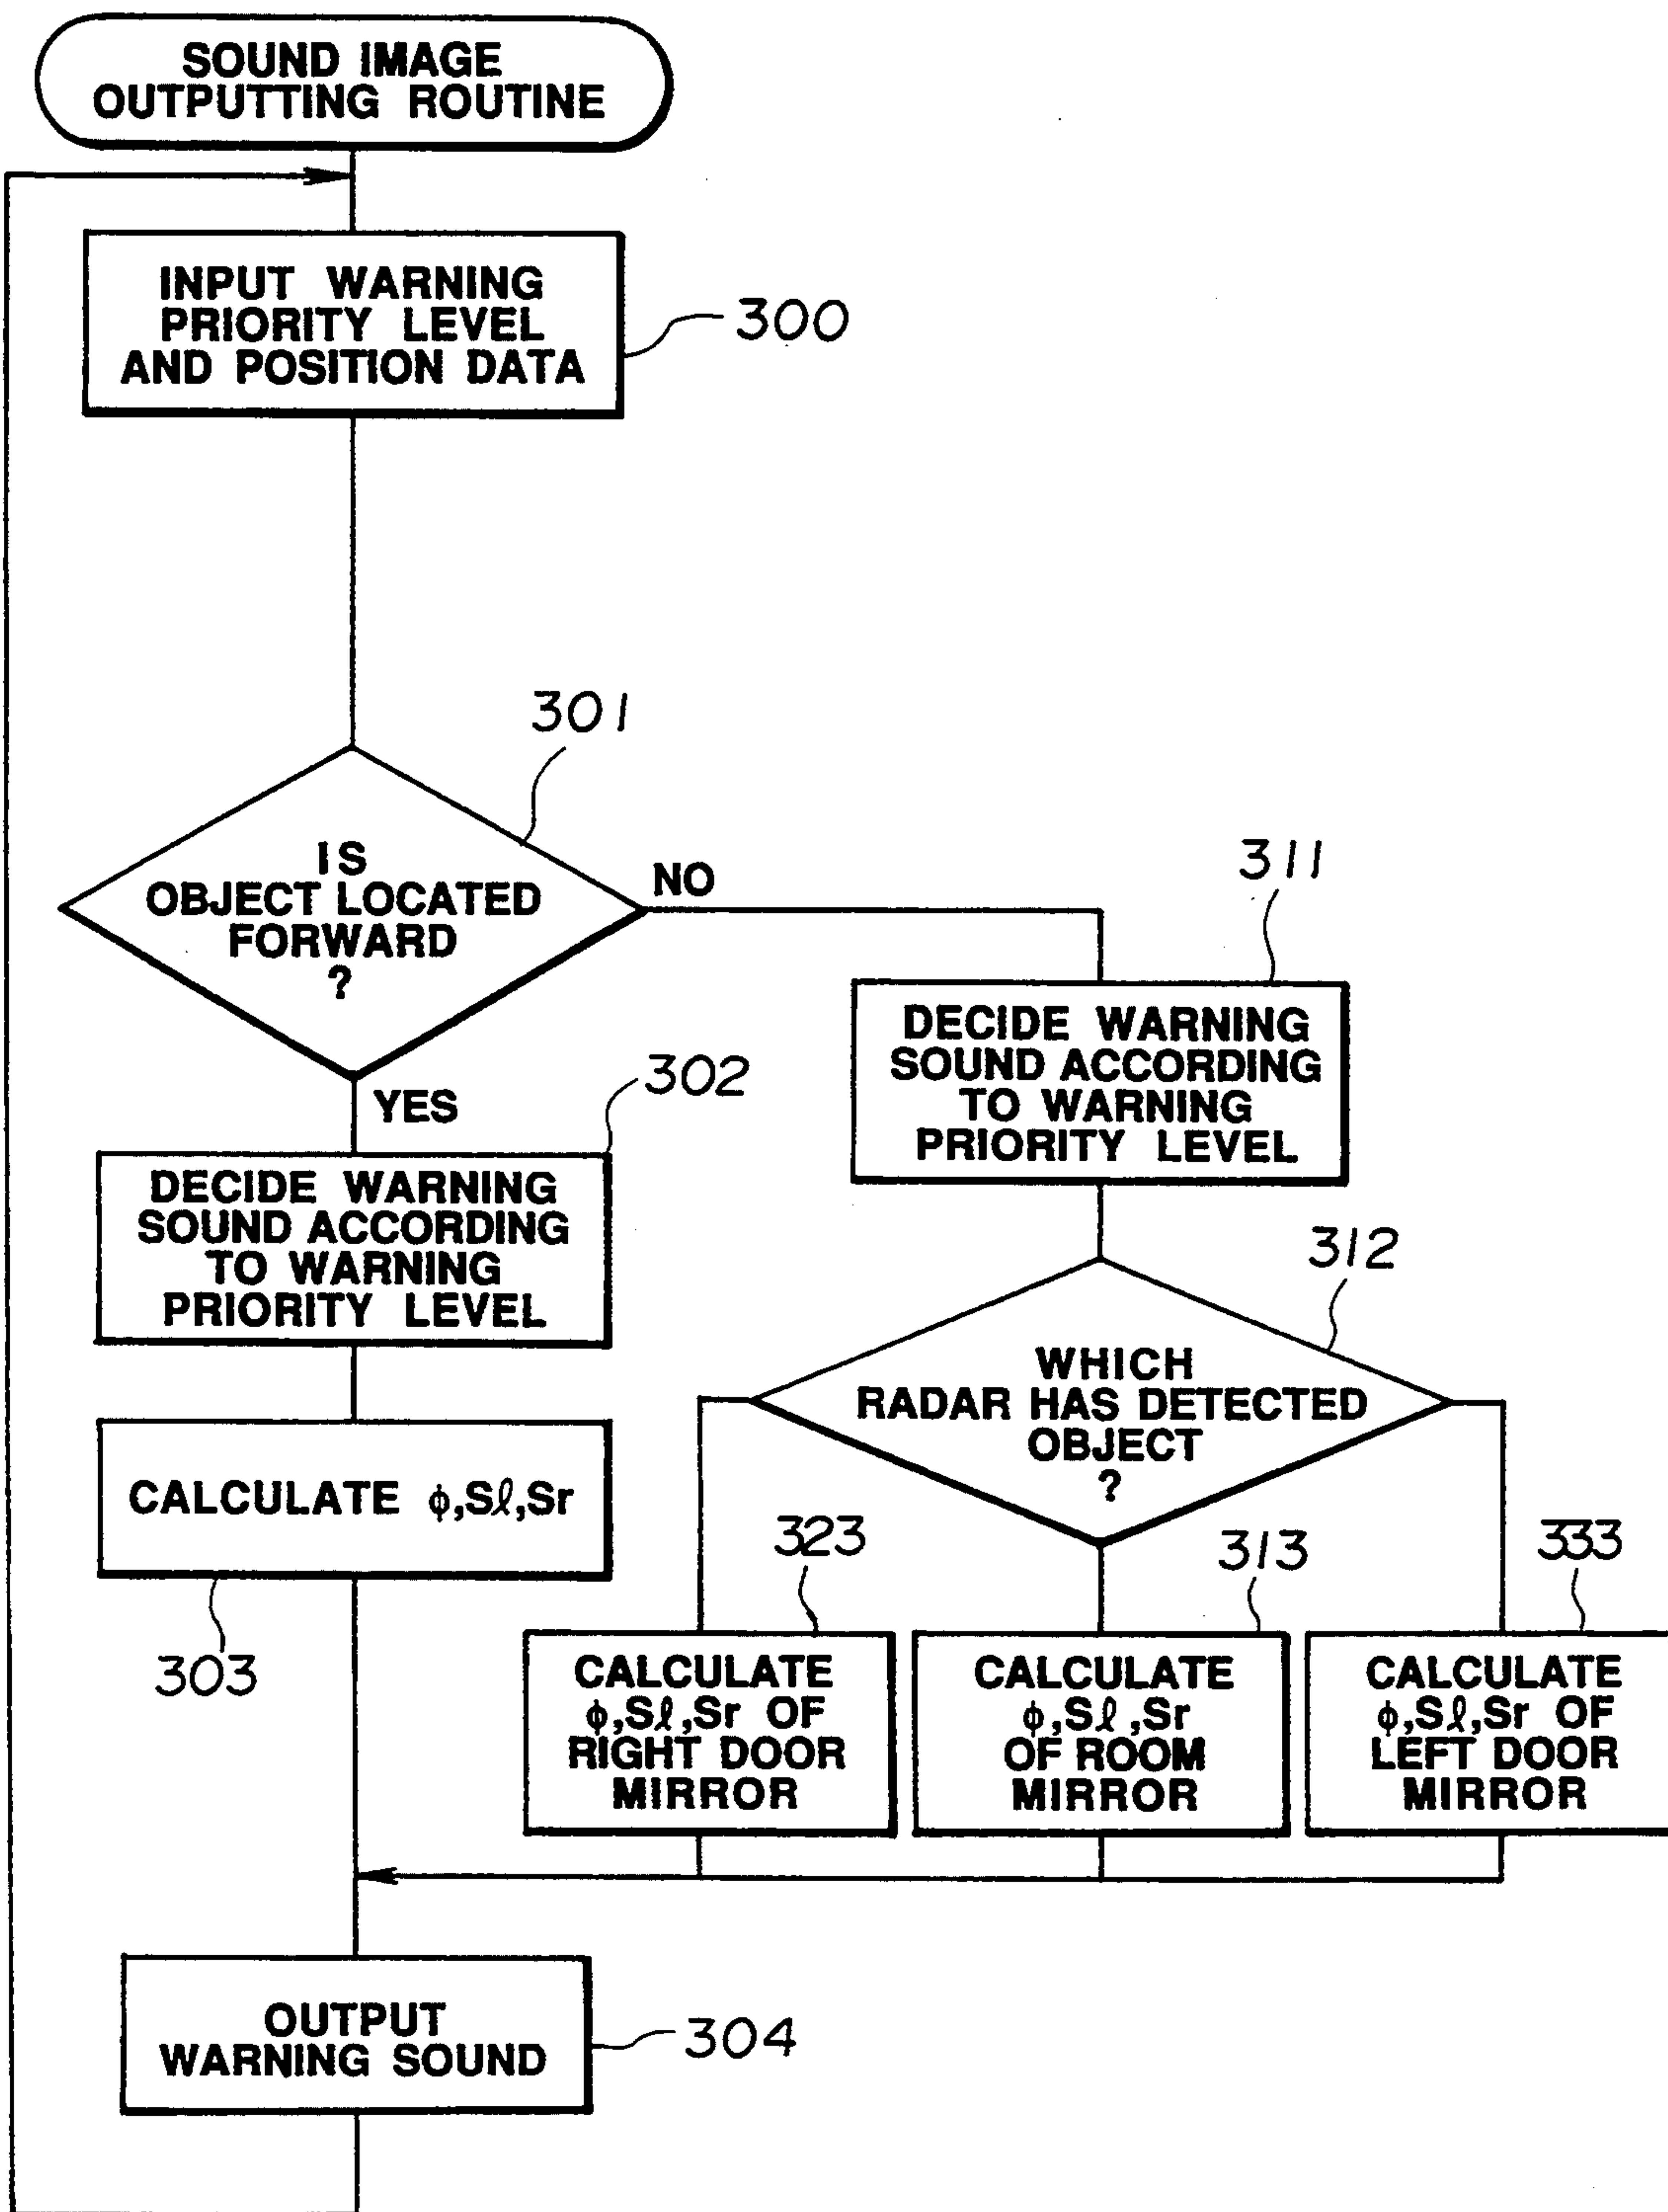 SOUND IMAGE
OUTPUTTING ROUTINE
INPUT WARNING
PRIORITY LEVEL
AND POSITION DATA
300
301
IS
OBJECT LOCATED
FORWARD
?
NO
YES
311
DECIDE WARNING
SOUND ACCORDING
TO WARNING
PRIORITY LEVEL
302
DECIDE WARNING
SOUND ACCORDING
TO WARNING
PRIORITY LEVEL
312
WHICH
RADAR HAS DETECTED
OBJECT
?
CALCULATE ϕ,Sℓ,Sr
303
323
CALCULATE
ϕ,Sℓ,Sr OF
RIGHT DOOR
MIRROR
313
CALCULATE
ϕ,Sℓ,Sr
OF ROOM
MIRROR
333
CALCULATE
ϕ,Sℓ,Sr OF
LEFT DOOR
MIRROR
OUTPUT
WARNING SOUND
304